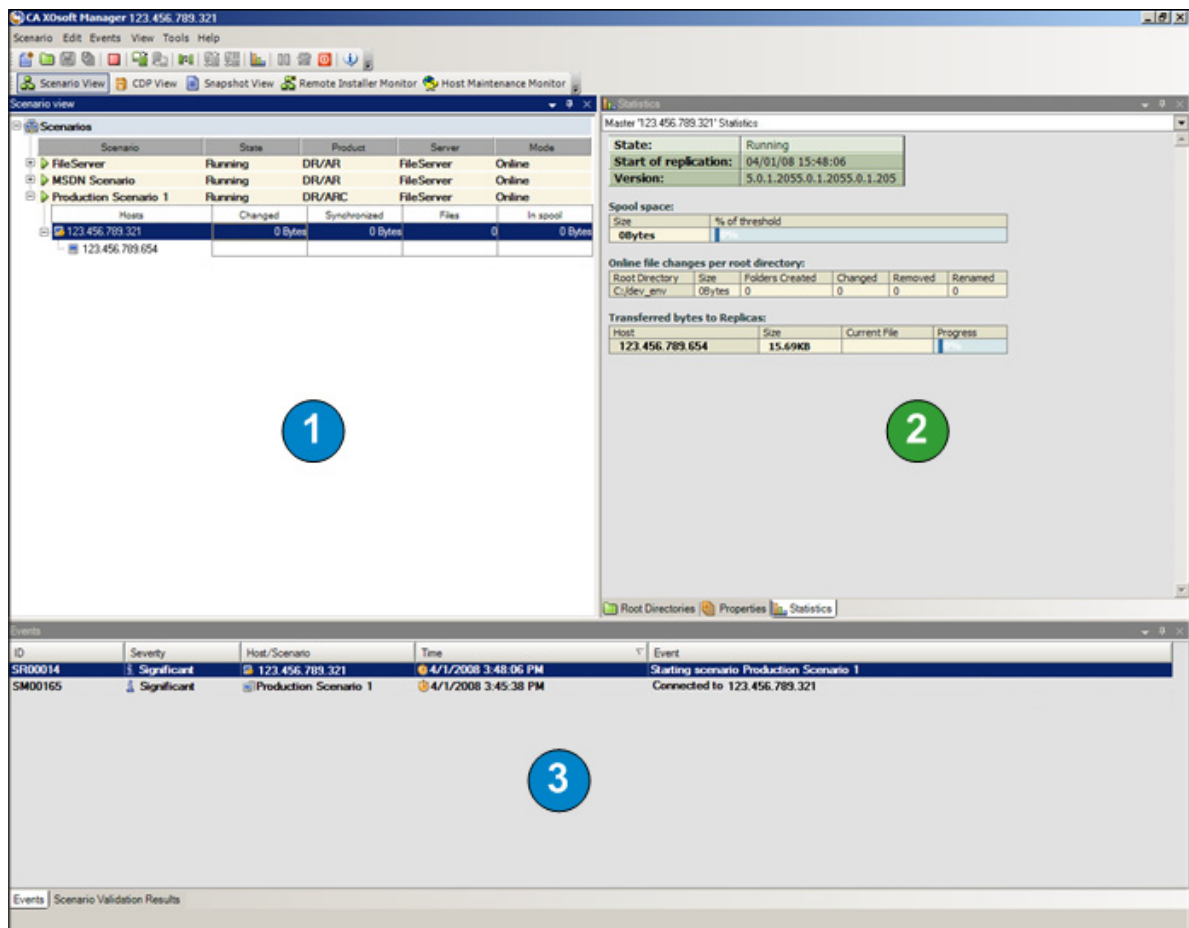 CA XOsoft Manager 123.456.789.321
Scenario Edit Events View Tools Help
Scenario View CDP View Snapshot View Remote Installer Monitor Host Maintenance Monitor
Scenario view
Scenarios
Scenario State Product Server Mode
FileServer Running DR/AR FileServer Online
MSDN Scenario Running DR/AR FileServer Online
Production Scenario 1 Running DR/ARC FileServer Online
Hosts Changed Synchronized Files In spool
123.456.789.321 0 Bytes 0 Bytes 0 0 Bytes
123.456.789.654
1
Statistics
Master '123.456.789.321' Statistics
State: Running
Start of replication: 04/01/08 15:48:06
Version: 5.0.1.2055.0.1.2055.0.1.205
Spool space:
Size % of threshold
0Bytes
Online file changes per root directory:
Root Directory Size Folders Created Changed Removed Renamed
C:/dev_env 0Bytes 0 0 0 0
Transferred bytes to Replicas:
Host Size Current File Progress
123.456.789.654 15.69KB
2
Root Directories Properties Statistics
Events
ID Severity Host/Scenario Time Event
SR00014 Significant 123.456.789.321 4/1/2008 3:48:06 PM Starting scenario Production Scenario 1
SM00165 Significant Production Scenario 1 4/1/2008 3:45:38 PM Connected to 123.456.789.321
3
Events Scenario Validation Results